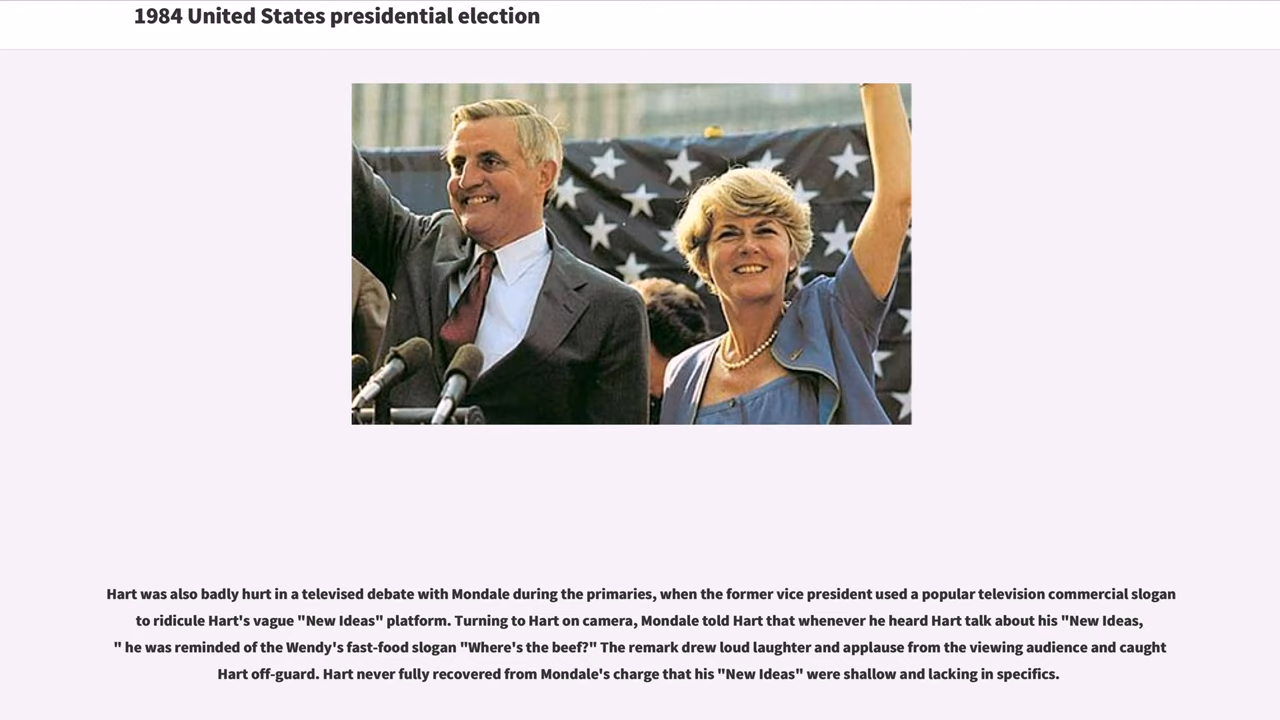 1984 United States presidential election
Hart was also badly hurt in a televised debate with Mondale during the primaries, when the former vice president used a popular television commercial slogan
to ridicule Hart's vague "New Ideas" platform. Turning to Hart on camera, Mondale told Hart that whenever he heard Hart talk about his "New Ideas,
" he was reminded of the Wendy's fast-food slogan "Where's the beef?" The remark drew loud laughter and applause from the viewing audience and caught
Hart off-guard. Hart never fully recovered from Mondale's charge that his "New Ideas" were shallow and lacking in specifics.